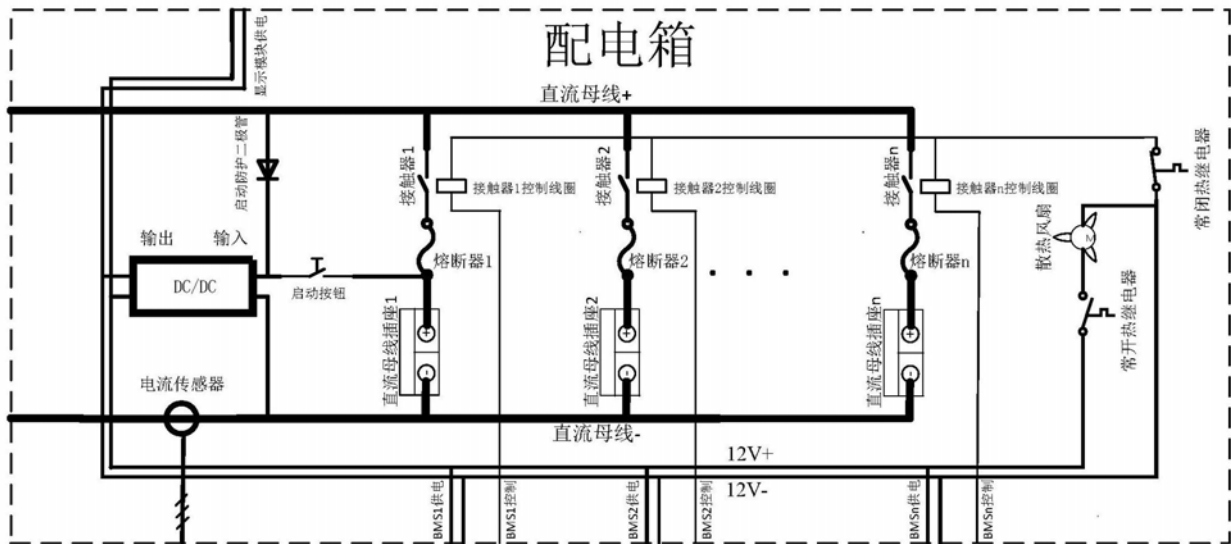 配电箱
显示模块供电
直流母线+
启动防护二极管
接触器1
接触器1控制线圈
接触器2
接触器2控制线圈
接触器n
接触器n控制线圈
常闭热继电器
散热风扇
M
输出
输入
DC/DC
启动按钮
熔断器1
熔断器2
. . .
熔断器n
常开热继电器
直流母线插座1
+
-
直流母线插座2
+
-
直流母线插座n
+
-
电流传感器
直流母线-
12V+
12V-
BMS1供电
BMS1控制
BMS2供电
BMS2控制
BMSn供电
BMSn控制